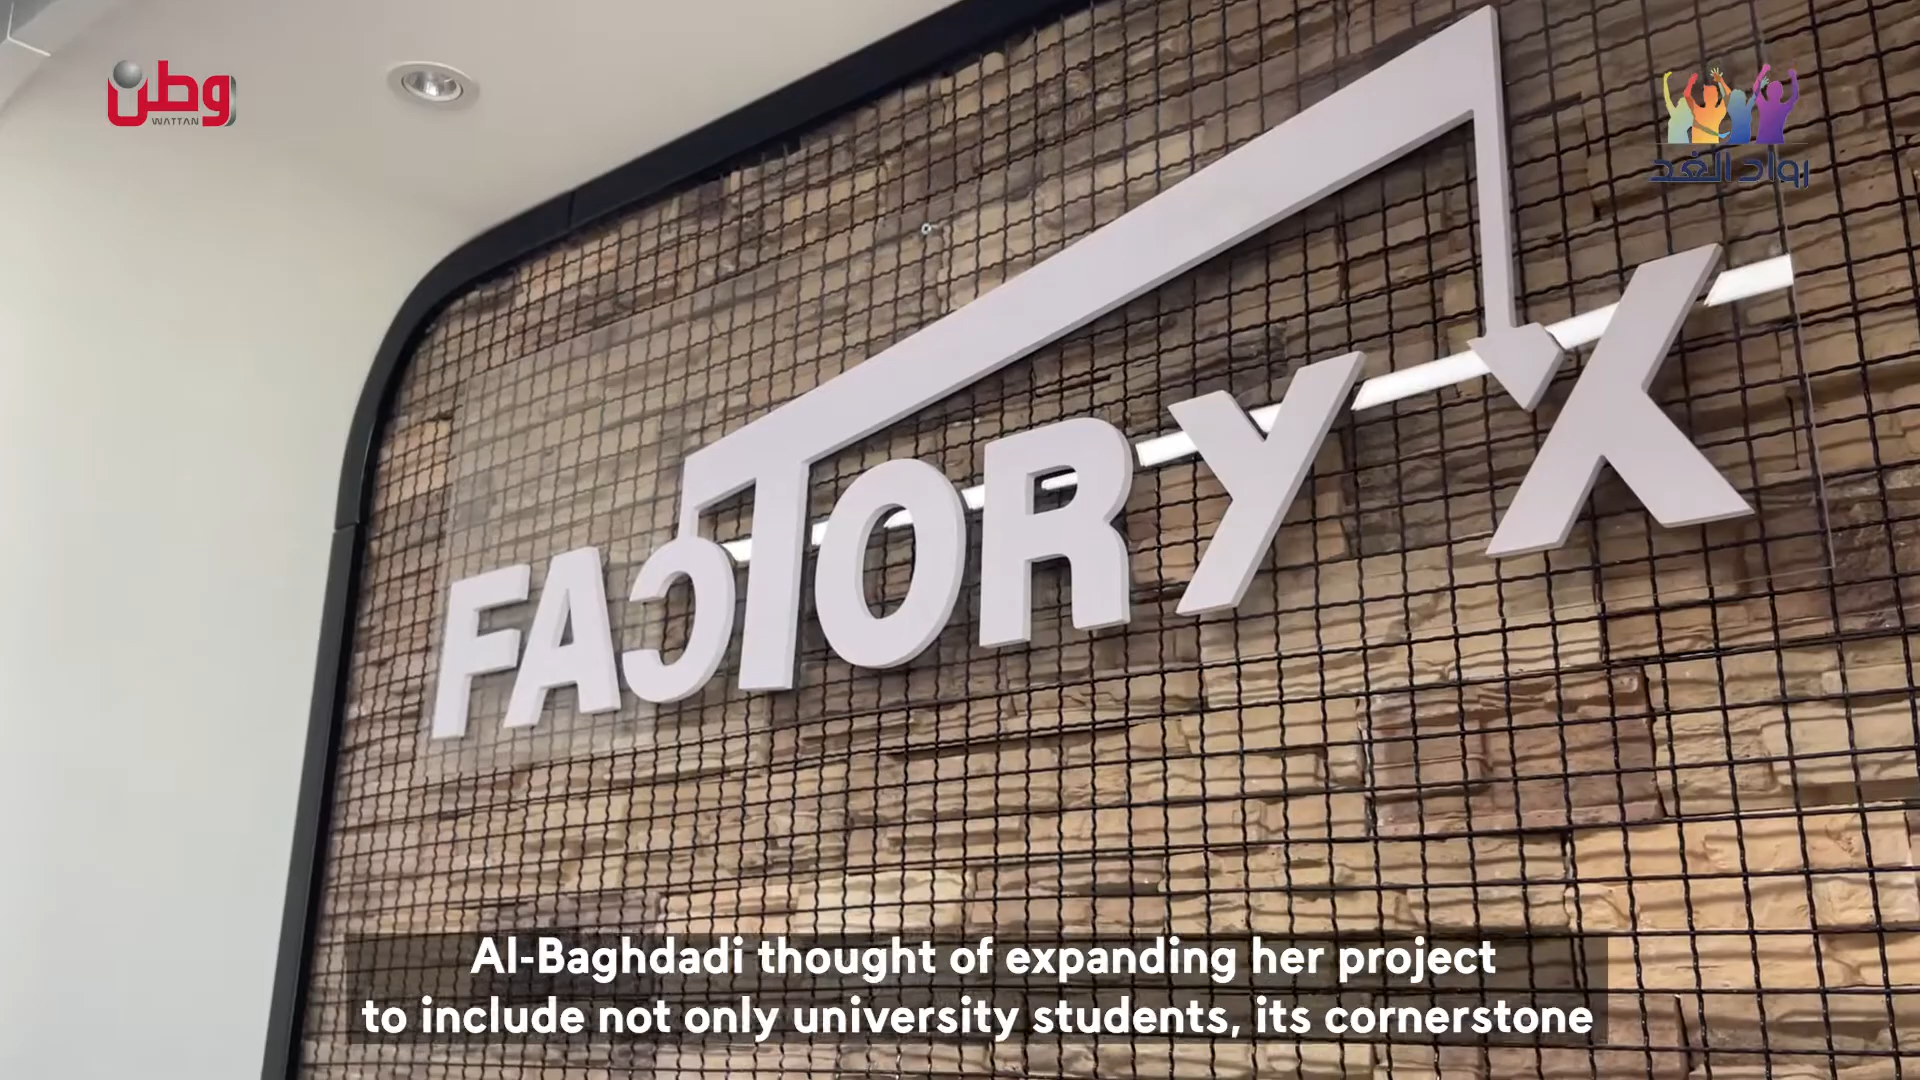 وطن
WATTAN
رواد الغد
FACTORY X
Al-Baghdadi thought of expanding her project
to include not only university students, its cornerstone